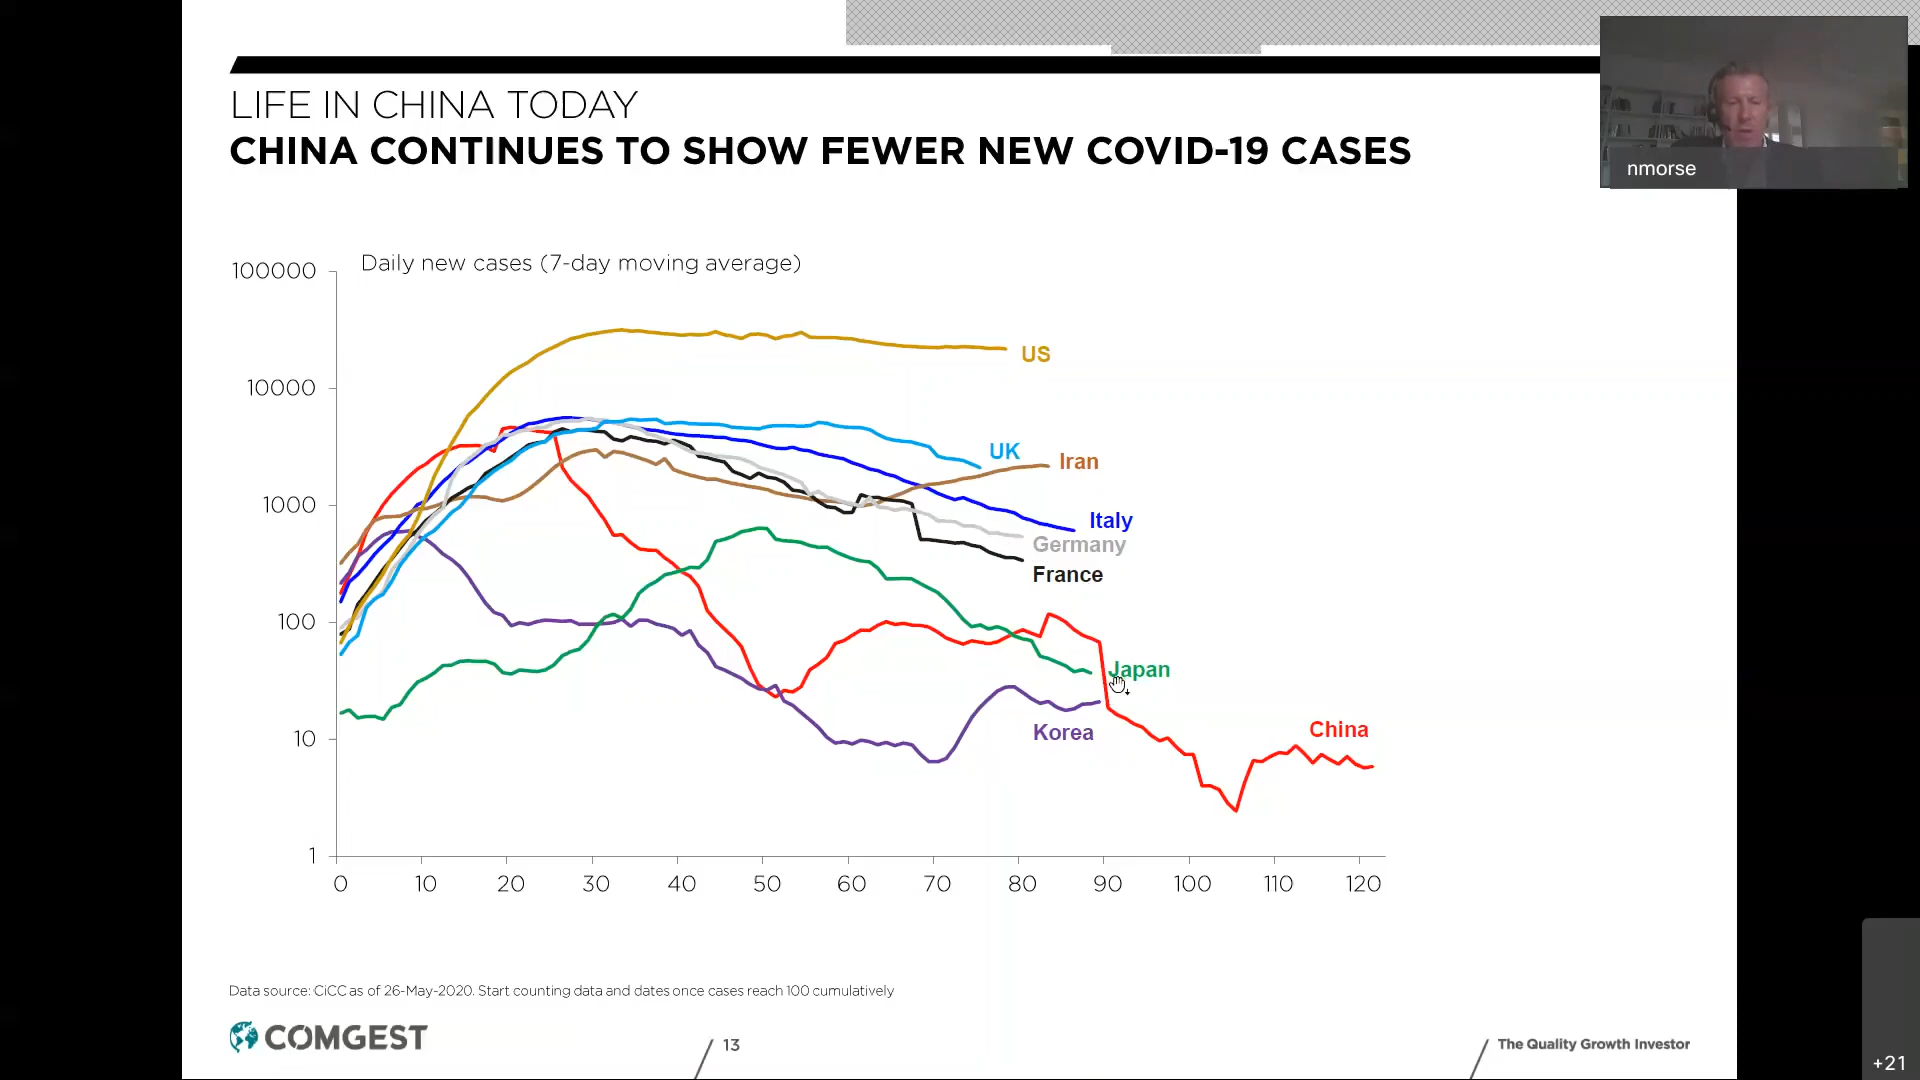 LIFE IN CHINA TODAY
CHINA CONTINUES TO SHOW FEWER NEW COVID-19 CASES
nmorse
Daily new cases (7-day moving average)
100000
10000
1000
100
10
1
US
UK
Iran
Italy
Germany
France
Japan
Korea
China
0 10 20 30 40 50 60 70 80 90 100 110 120
Data source: CiCC as of 26-May-2020. Start counting data and dates once cases reach 100 cumulatively
COMGEST
13
The Quality Growth Investor
+21